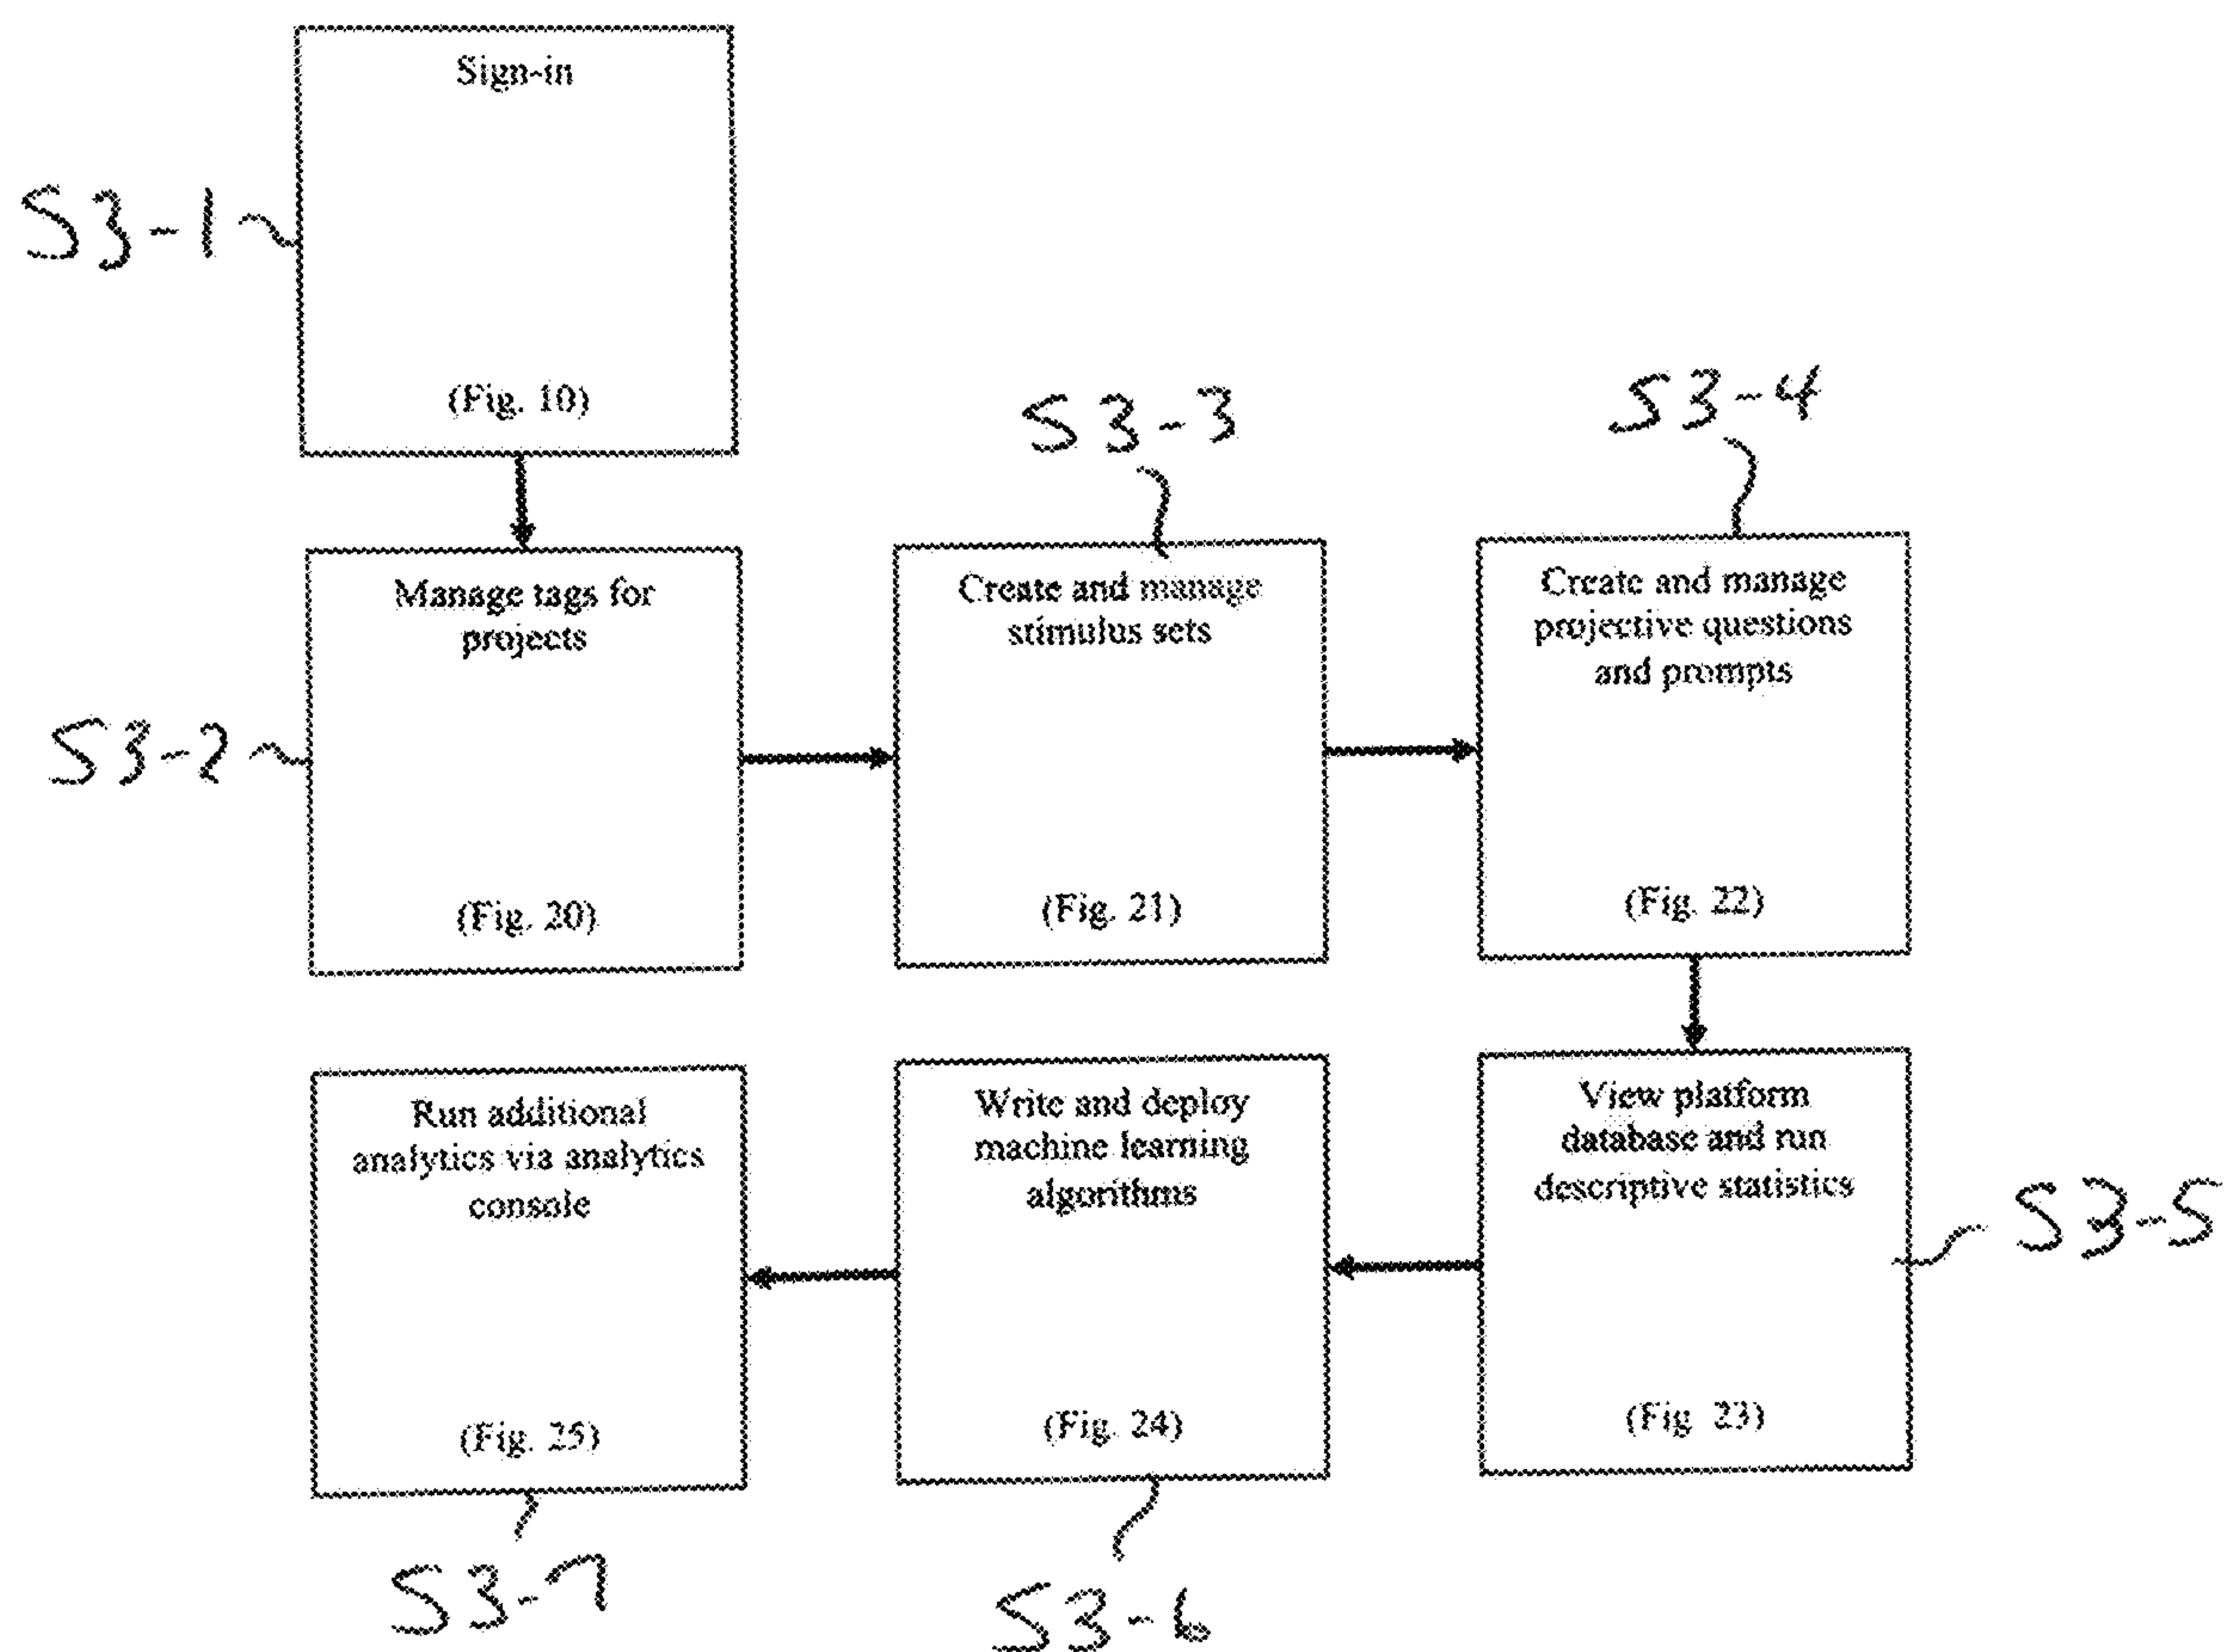 Sign-in
(Fig. 10)
S3-1
S3-3
S3-4
Manage tags for
projects
(Fig. 20)
S3-2
Create and manage
stimulus sets
(Fig. 21)
Create and manage
projective questions
and prompts
(Fig. 22)
Run additional
analytics via analytics
console
(Fig. 25)
Write and deploy
machine learning
algorithms
(Fig. 24)
View platform
database and run
descriptive statistics
(Fig 23)
S3-5
S3-7
S3-6